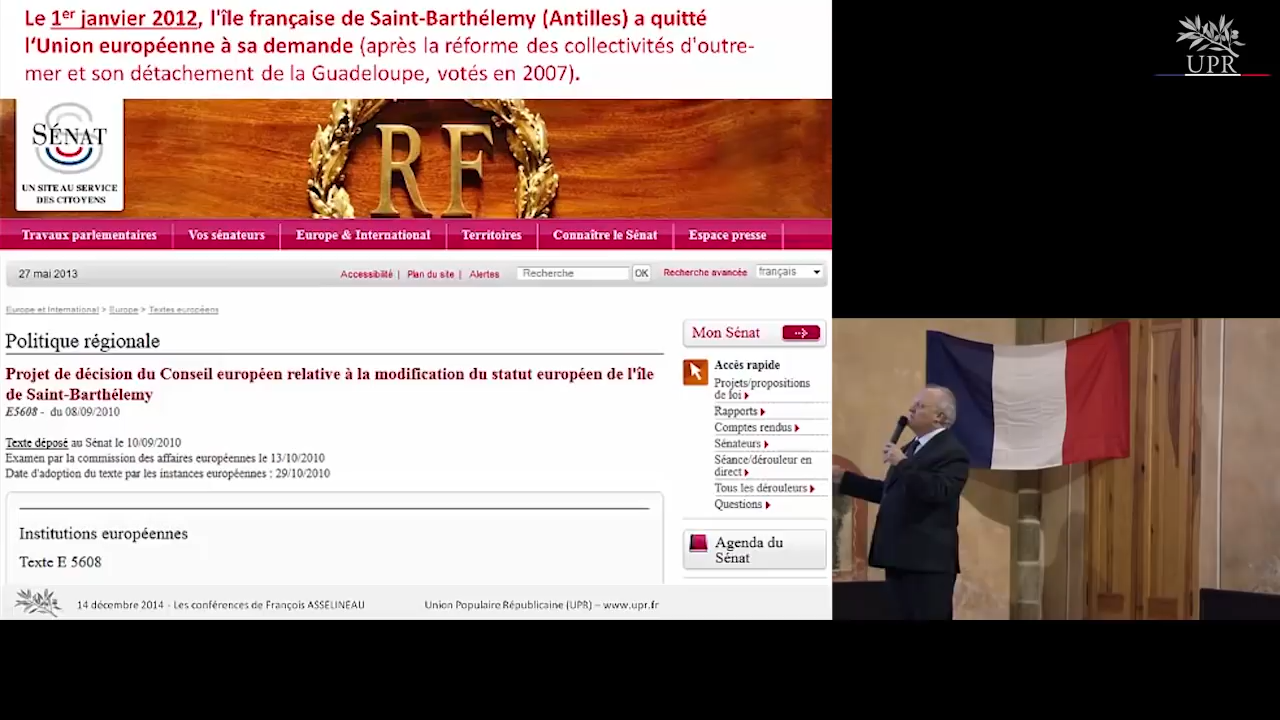 Le 1er janvier 2012, l'île française de Saint-Barthélemy (Antilles) a quitté
l‘Union européenne à sa demande (après la réforme des collectivités d'outre-
mer et son détachement de la Guadeloupe, votés en 2007).
UPR
SÉNAT
UN SITE AU SERVICE
DES CITOYENS
RF
Travaux parlementaires
Vos sénateurs
Europe & International
Territoires
Connaître le Sénat
Espace presse
27 mai 2013
Accessibilité | Plan du site | Alertes
Recherche
OK
Recherche avancée
français
Europe et International > Europe > Textes européens
Politique régionale
Projet de décision du Conseil européen relative à la modification du statut européen de l'île
de Saint-Barthélemy
E5608 - du 08/09/2010
Texte déposé au Sénat le 10/09/2010
Examen par la commission des affaires européennes le 13/10/2010
Date d'adoption du texte par les instances européennes : 29/10/2010
Institutions européennes
Texte E 5608
Mon Sénat
Accès rapide
Projets/propositions
de loi
Rapports
Comptes rendus
Sénateurs
Séance/dérouleur en
direct
Tous les dérouleurs
Questions
Agenda du
Sénat
14 décembre 2014 - Les conférences de François ASSELINEAU
Union Populaire Républicaine (UPR) – www.upr.fr